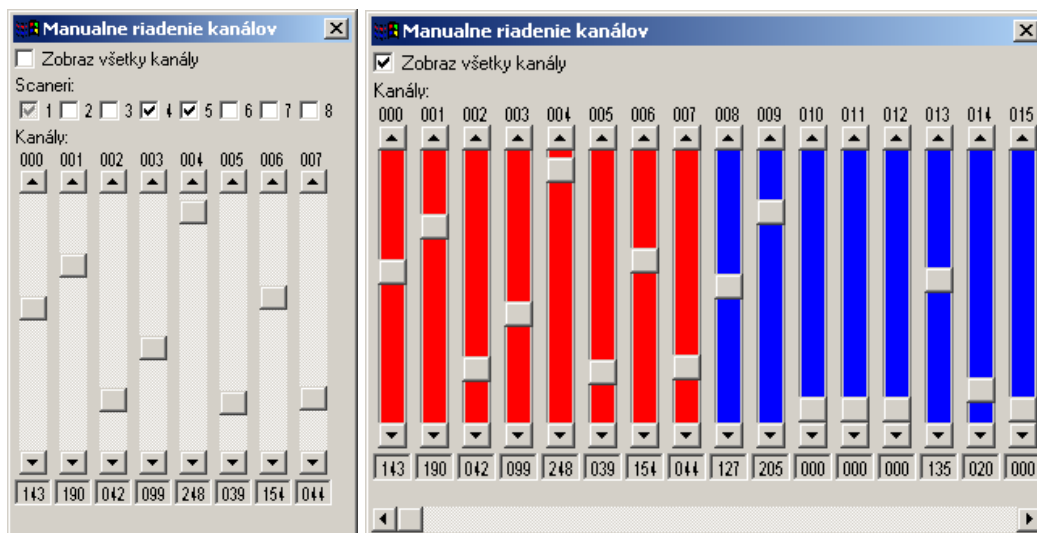 Manualne riadenie kanálov
Zobraz všetky kanály
Scaneri:
1 2 3 4 5 6 7 8
Kanály:
000 001 002 003 004 005 006 007
143 190 042 099 248 039 154 044
Manualne riadenie kanálov
Zobraz všetky kanály
Kanály:
000 001 002 003 004 005 006 007 008 009 010 011 012 013 014 015
143 190 042 099 248 039 154 044 127 205 000 000 000 135 020 000